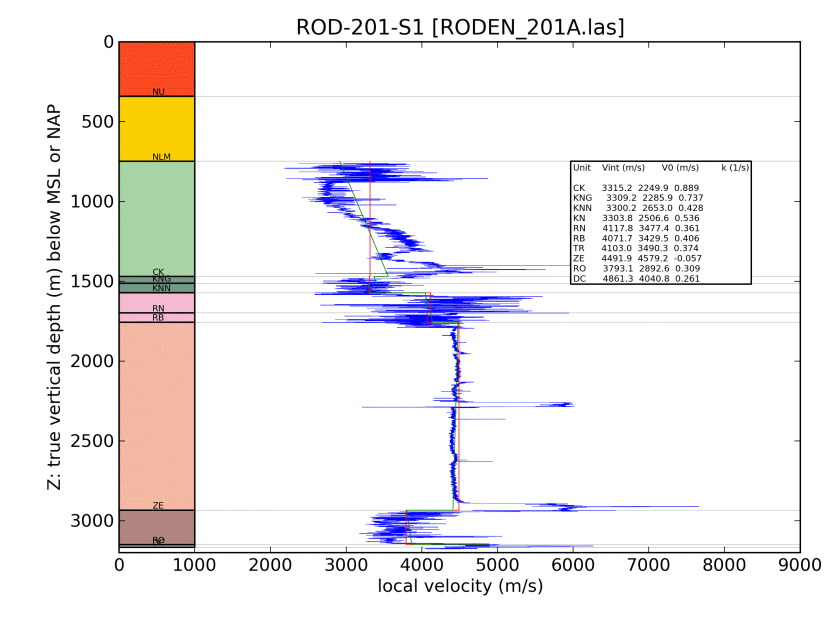 ROD-201-S1 [RODEN_201A.las]
Z: true vertical depth (m) below MSL or NAP
0
500
1000
1500
2000
2500
3000
NU
NLM
CK
KNG
KNN
RN
RB
ZE
RO
Unit Vint (m/s) V0 (m/s) k (1/s)
CK 3315.2 2249.9 0.889
KNG 3309.2 2285.9 0.737
KNN 3300.2 2653.0 0.428
KN 3303.8 2506.6 0.536
RN 4117.8 3477.4 0.361
RB 4071.7 3429.5 0.406
TR 4103.0 3490.3 0.374
ZE 4491.9 4579.2 -0.057
RO 3793.1 2892.6 0.309
DC 4861.3 4040.8 0.261
0 1000 2000 3000 4000 5000 6000 7000 8000 9000
local velocity (m/s)